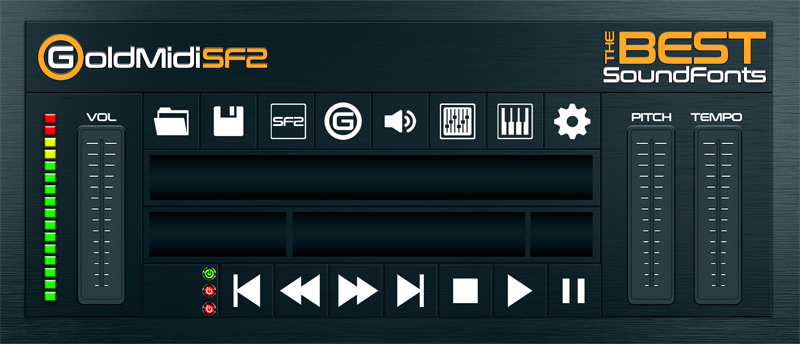 GoldMidiSF2
THE BEST
SoundFonts
VOL
SF2
G
PITCH
TEMPO